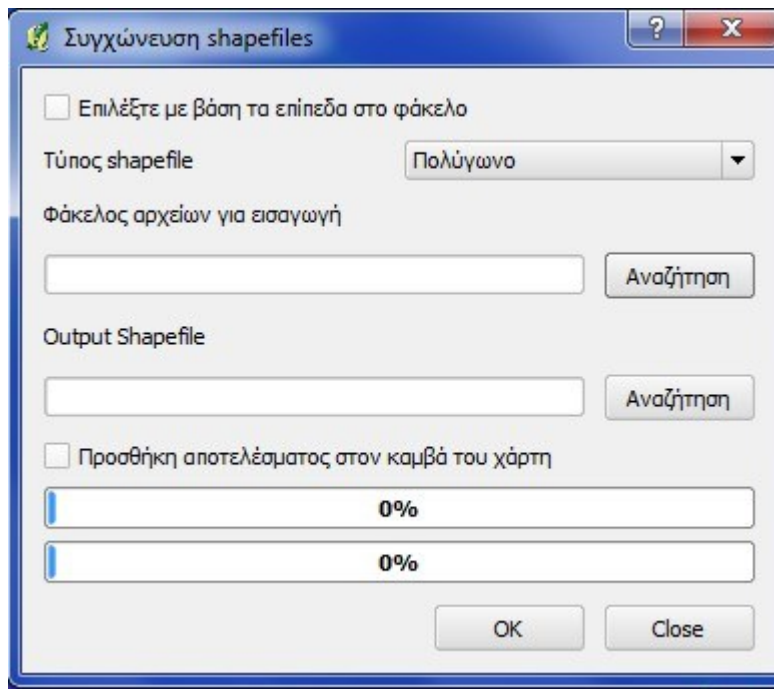 Συγχώνευση shapefiles
?
X
Επιλέξτε με βάση τα επίπεδα στο φάκελο
Τύπος shapefile Πολύγωνο
Φάκελος αρχείων για εισαγωγή
Αναζήτηση
Output Shapefile
Αναζήτηση
Προσθήκη αποτελέσματος στον καμβά του χάρτη
0%
0%
OK Close